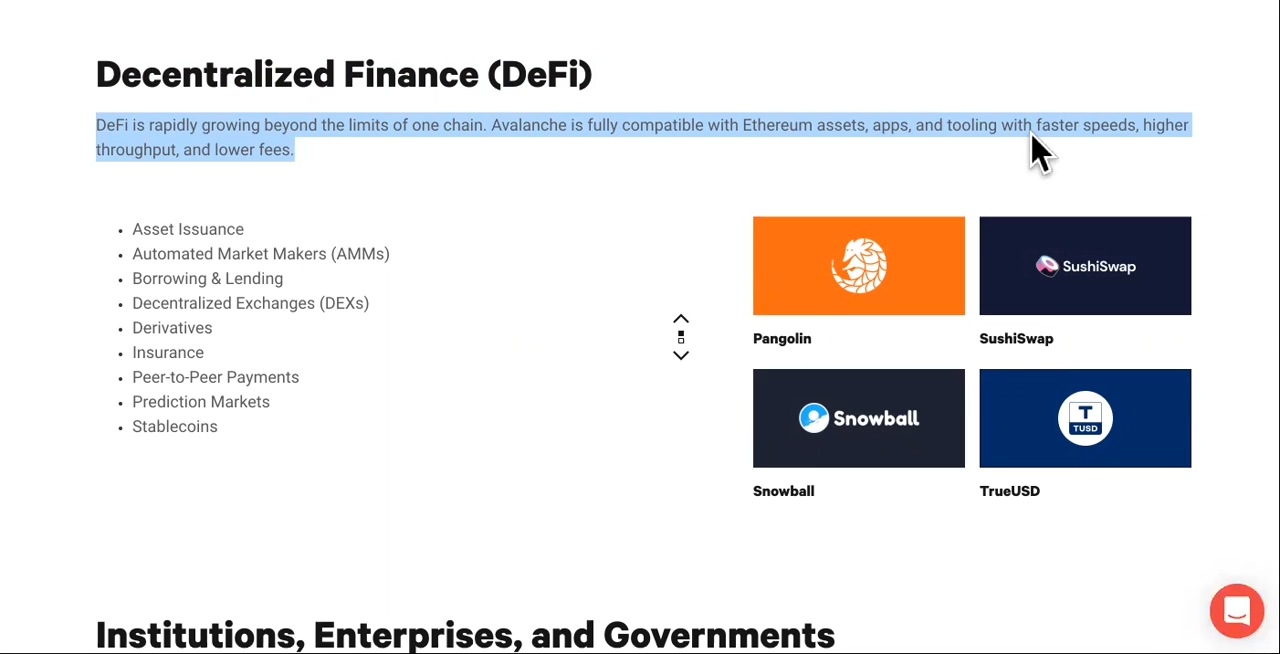 Decentralized Finance (DeFi)
DeFi is rapidly growing beyond the limits of one chain. Avalanche is fully compatible with Ethereum assets, apps, and tooling with faster speeds, higher
throughput, and lower fees.
Asset Issuance
Automated Market Makers (AMMs)
Borrowing & Lending
Decentralized Exchanges (DEXs)
Derivatives
Insurance
Peer-to-Peer Payments
Prediction Markets
Stablecoins
SushiSwap
Pangolin
SushiSwap
Snowball
T
TUSD
Snowball
TrueUSD
Institutions, Enterprises, and Governments